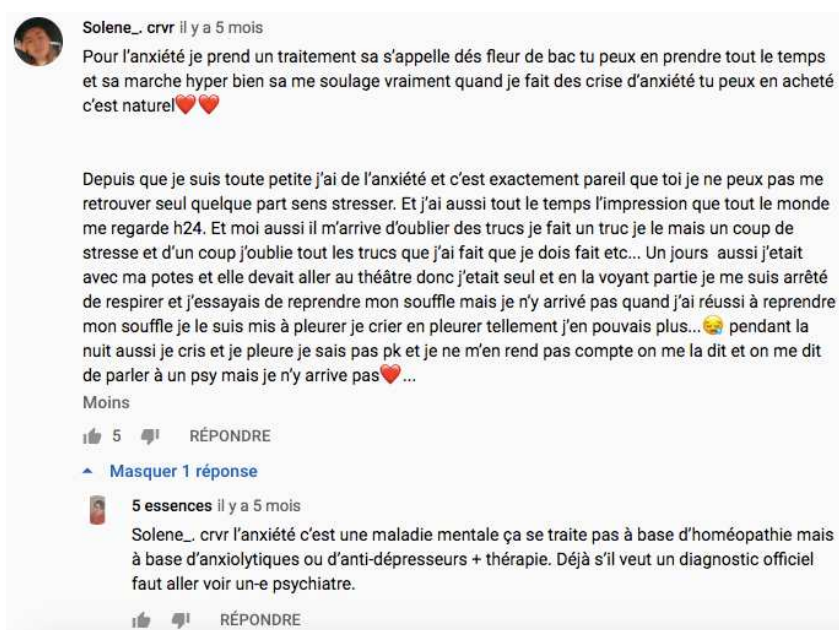 Solene_. crvr il y a 5 mois
Pour l'anxiété je prend un traitement sa s'appelle dés fleur de bac tu peux en prendre tout le temps
et sa marche hyper bien sa me soulage vraiment quand je fait des crise d'anxiété tu peux en acheté
c'est naturel❤️❤️
Depuis que je suis toute petite j'ai de l'anxiété et c'est exactement pareil que toi je ne peux pas me
retrouver seul quelque part sens stresser. Et j'ai aussi tout le temps l'impression que tout le monde
me regarde h24. Et moi aussi il m'arrive d'oublier des trucs je fait un truc je le mais un coup de
stresse et d'un coup j'oublie tout les trucs que j'ai fait que je dois fait etc... Un jours aussi j'etait
avec ma potes et elle devait aller au théâtre donc j'etait seul et en la voyant partie je me suis arrêté
de respirer et j'essayais de reprendre mon souffle mais je n'y arrivé pas quand j'ai réussi à reprendre
mon souffle je le suis mis à pleurer je crier en pleurer tellement j'en pouvais plus...😪 pendant la
nuit aussi je cris et je pleure je sais pas pk et je ne m'en rend pas compte on me la dit et on me dit
de parler à un psy mais je n'y arrive pas❤️...
Moins
5 RÉPONDRE
Masquer 1 réponse
5 essences il y a 5 mois
Solene_. crvr l'anxiété c'est une maladie mentale ça se traite pas à base d'homéopathie mais
à base d'anxiolytiques ou d'anti-dépresseurs + thérapie. Déjà s'il veut un diagnostic officiel
faut aller voir un-e psychiatre.
RÉPONDRE